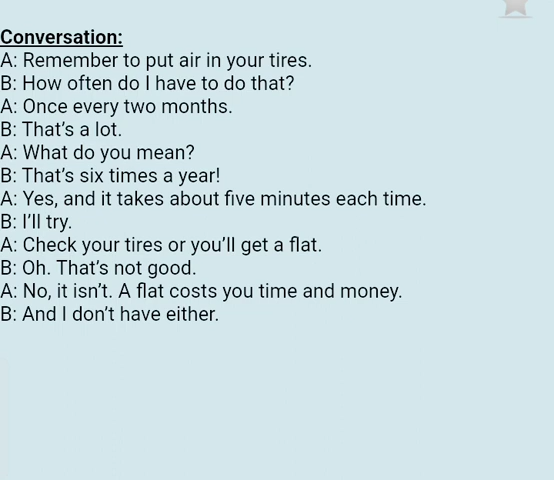 Conversation:
A: Remember to put air in your tires.
B: How often do I have to do that?
A: Once every two months.
B: That’s a lot.
A: What do you mean?
B: That’s six times a year!
A: Yes, and it takes about five minutes each time.
B: I’ll try.
A: Check your tires or you’ll get a flat.
B: Oh. That’s not good.
A: No, it isn’t. A flat costs you time and money.
B: And I don’t have either.